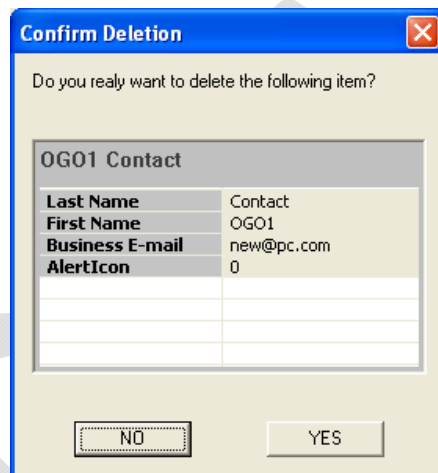 Confirm Deletion
Do you realy want to delete the following item?
OGO1 Contact
Last Name Contact
First Name OGO1
Business E-mail new@pc.com
AlertIcon 0
NO YES